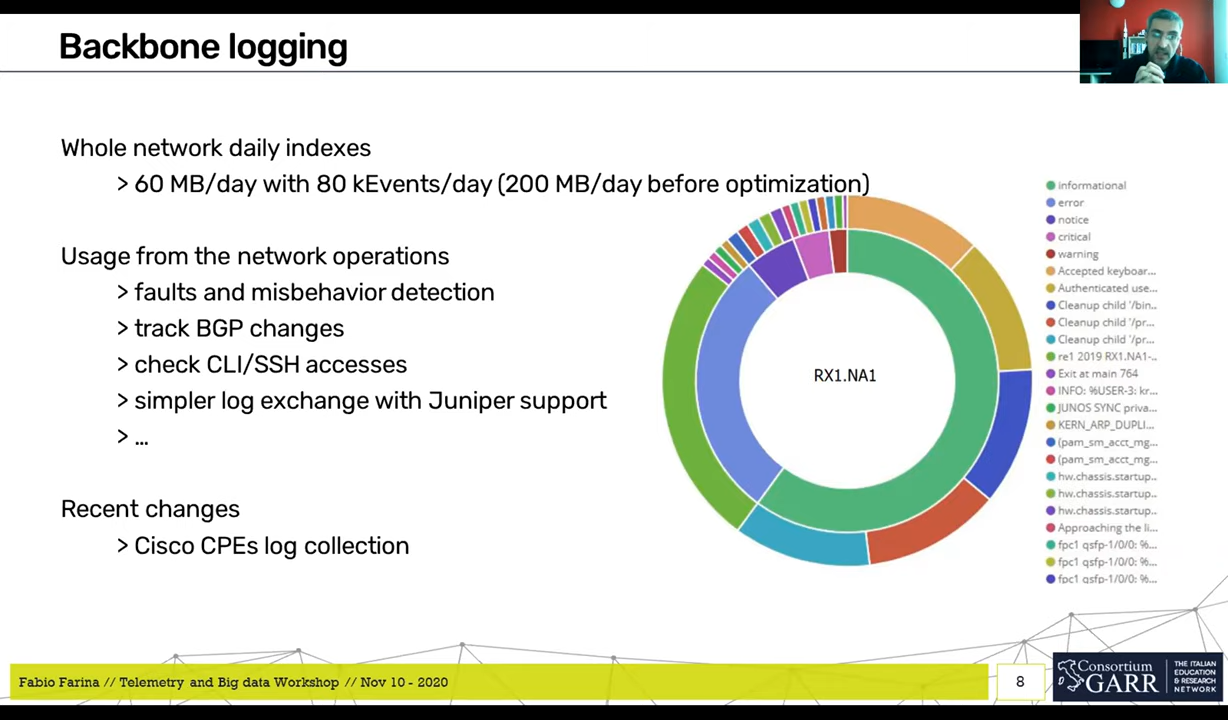 Backbone logging
Whole network daily indexes
> 60 MB/day with 80 kEvents/day (200 MB/day before optimization)
Usage from the network operations
> faults and misbehavior detection
> track BGP changes
> check CLI/SSH accesses
> simpler log exchange with Juniper support
> ...
Recent changes
> Cisco CPEs log collection
RX1.NA1
informational
error
notice
critical
warning
Accepted keyboar...
Authenticated use...
Cleanup child '/bin..
Cleanup child '/pr...
Cleanup child '/pr...
re1 2019 RX1.NA1-..
Exit at main 764
INFO: %USER-3: kr...
JUNOS SYNC priva...
KERN_ARP_DUPLI...
(pam_sm_acct_mg...
(pam_sm_acct_mg...
hw.chassis.startup..
hw.chassis.startup..
hw.chassis.startup..
Approaching the li...
fpc1 qsfp-1/0/0: %...
fpc1 qsfp-1/0/0: %...
fpc1 qsfp-1/0/0: %...
Fabio Farina // Telemetry and Big data Workshop // Nov 10 - 2020
8
Consortium
GARR
THE ITALIAN
EDUCATION
& RESEARCH
NETWORK